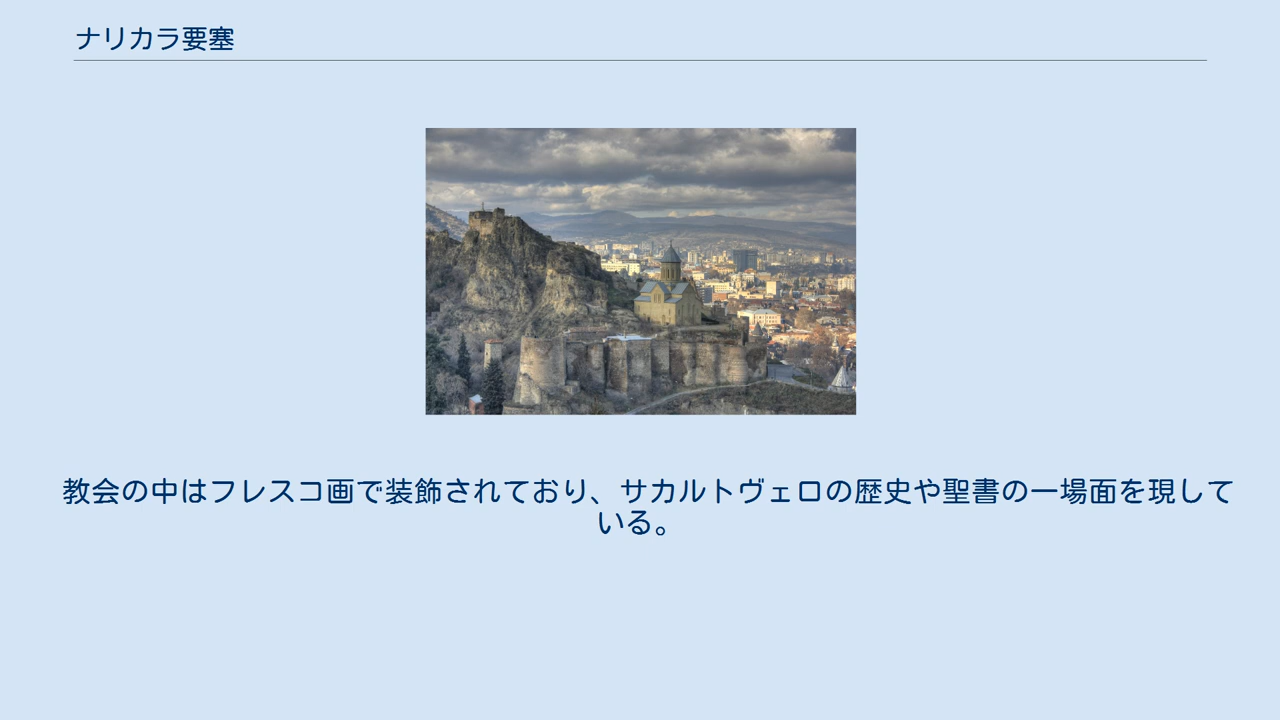 ナリカラ要塞
教会の中はフレスコ画で装飾されており、サカルトヴェロの歴史や聖書の一場面を現して
いる。